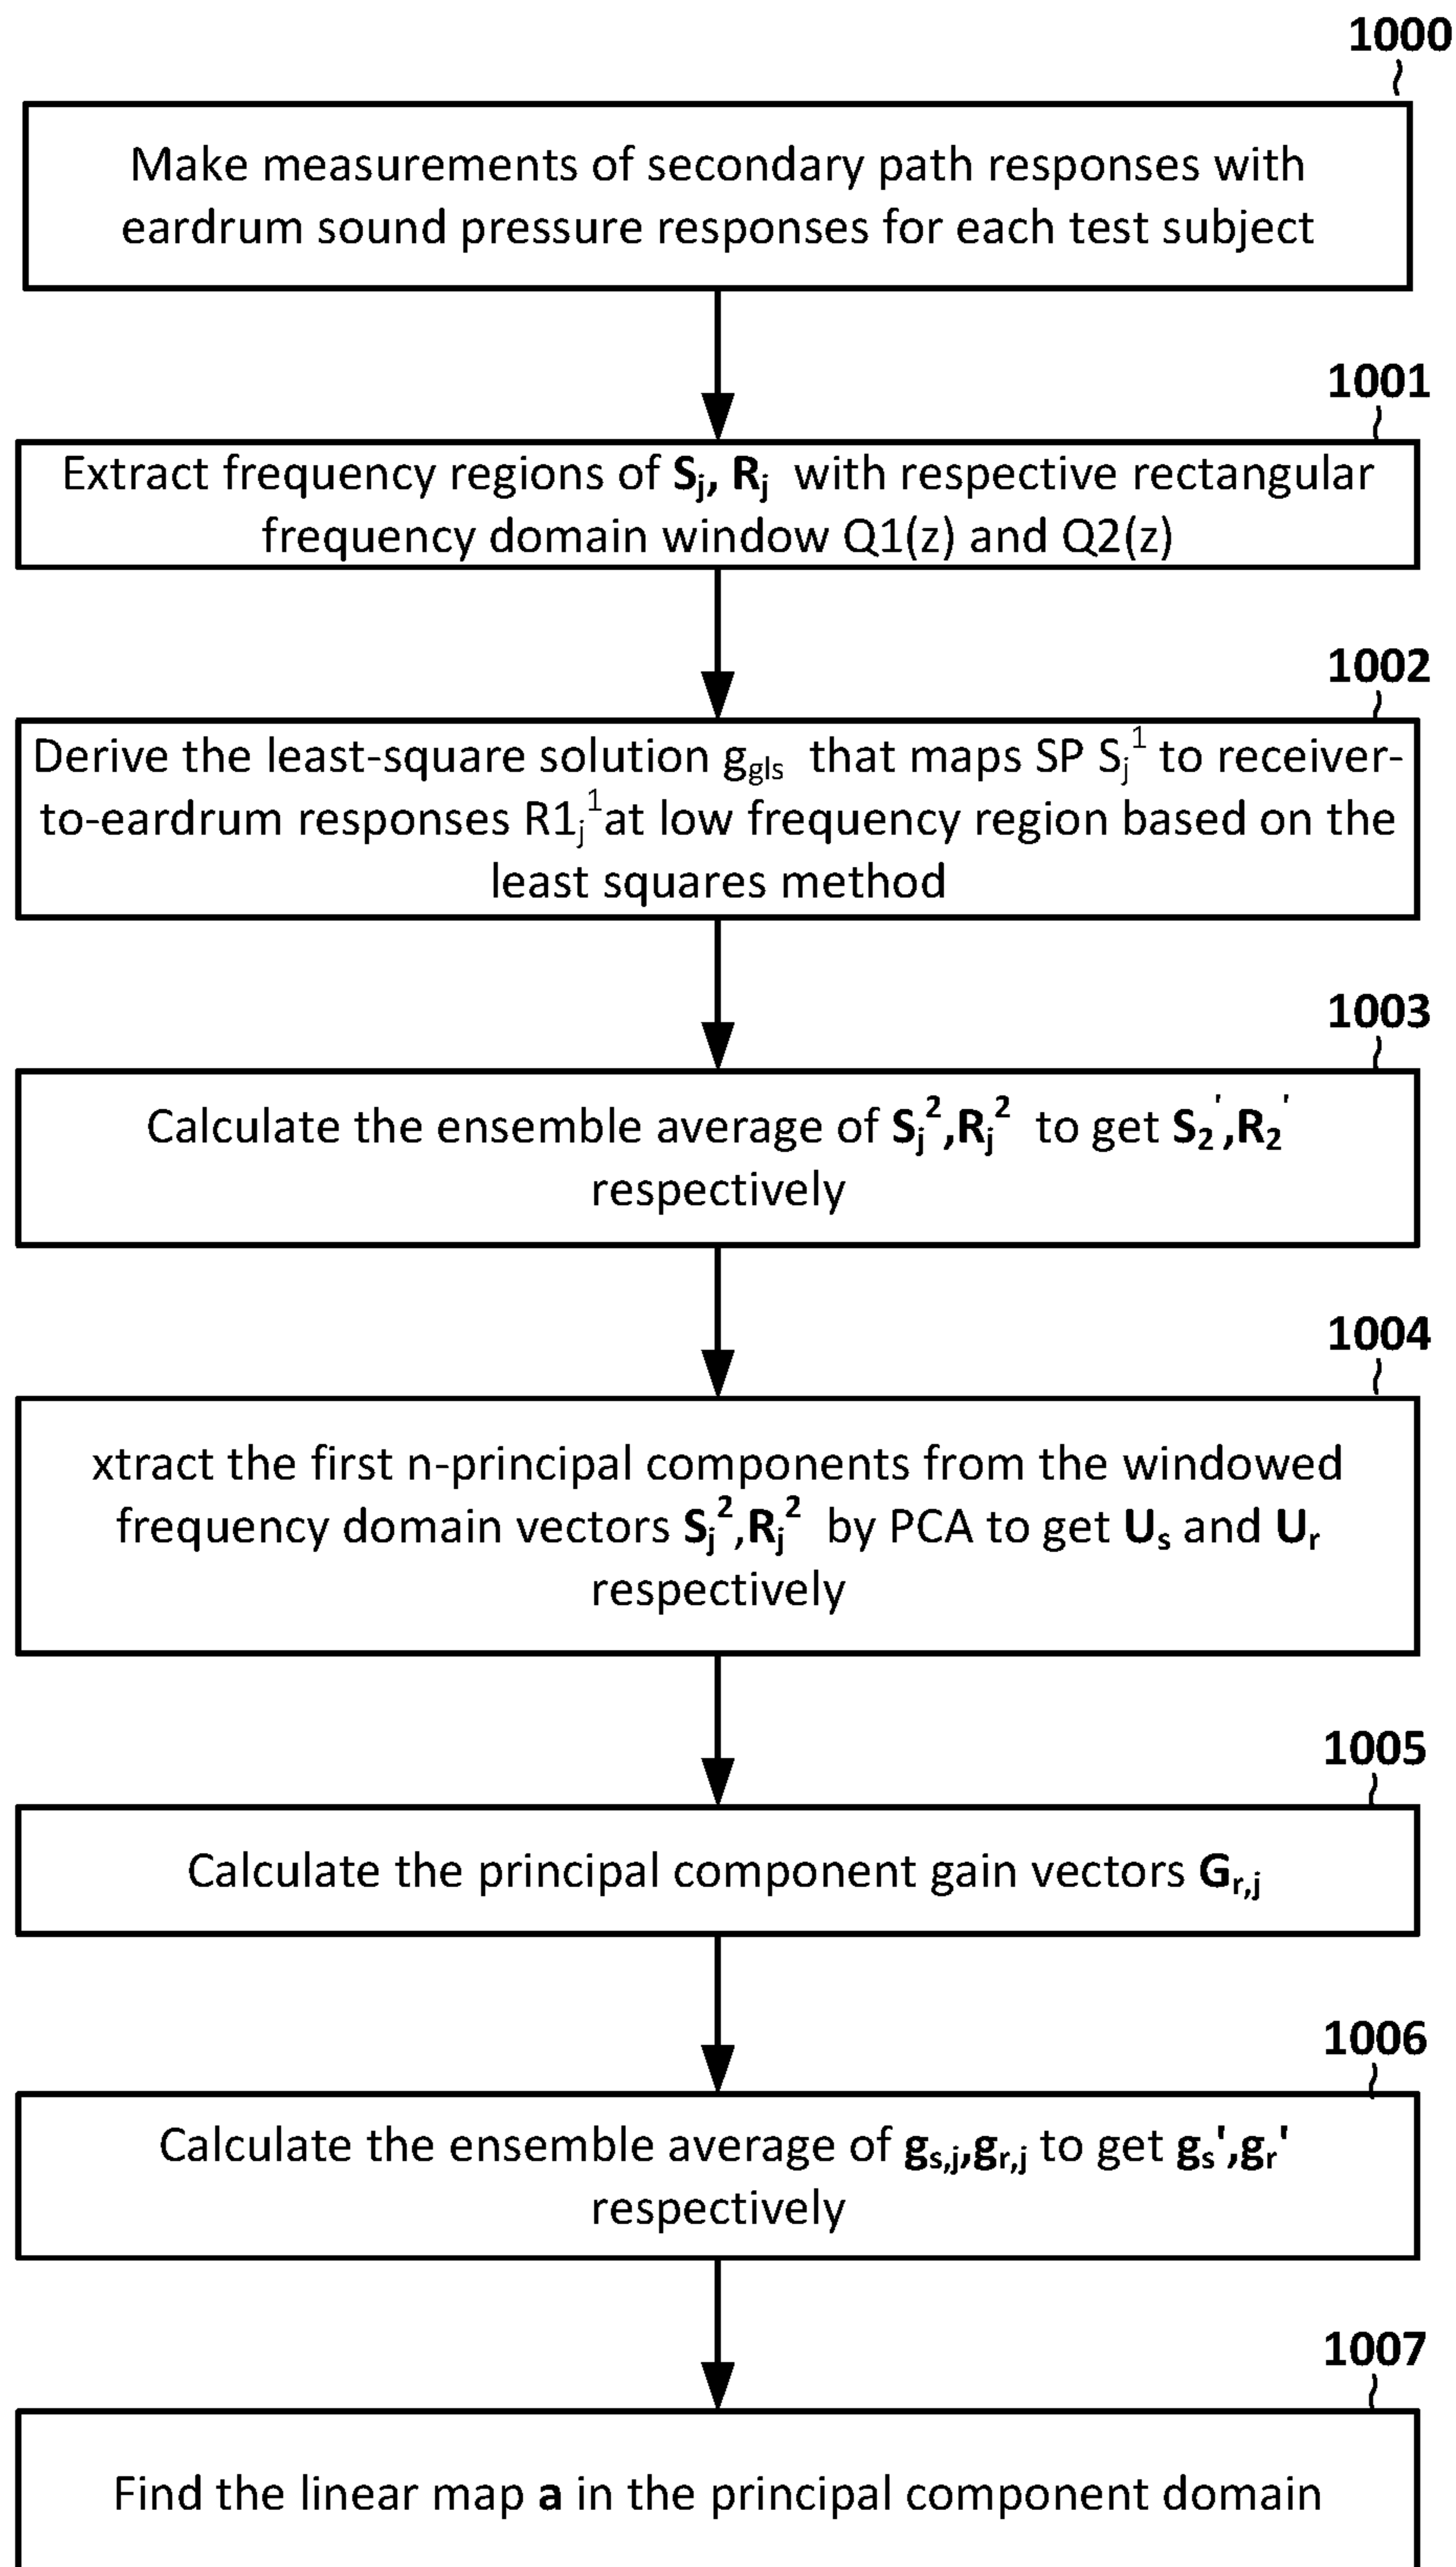 1000
Make measurements of secondary path responses with
eardrum sound pressure responses for each test subject
1001
Extract frequency regions of Sj, Rj with respective rectangular
frequency domain window Q1(z) and Q2(z)
1002
Derive the least-square solution ggls that maps SP Sj1 to receiver-
to-eardrum responses R1j1at low frequency region based on the
least squares method
1003
Calculate the ensemble average of Sj2,Rj2 to get S2',R2'
respectively
1004
xtract the first n-principal components from the windowed
frequency domain vectors Sj2,Rj2 by PCA to get Us and Ur
respectively
1005
Calculate the principal component gain vectors Gr,j
1006
Calculate the ensemble average of gs,j,gr,j to get gs',gr'
respectively
1007
Find the linear map a in the principal component domain